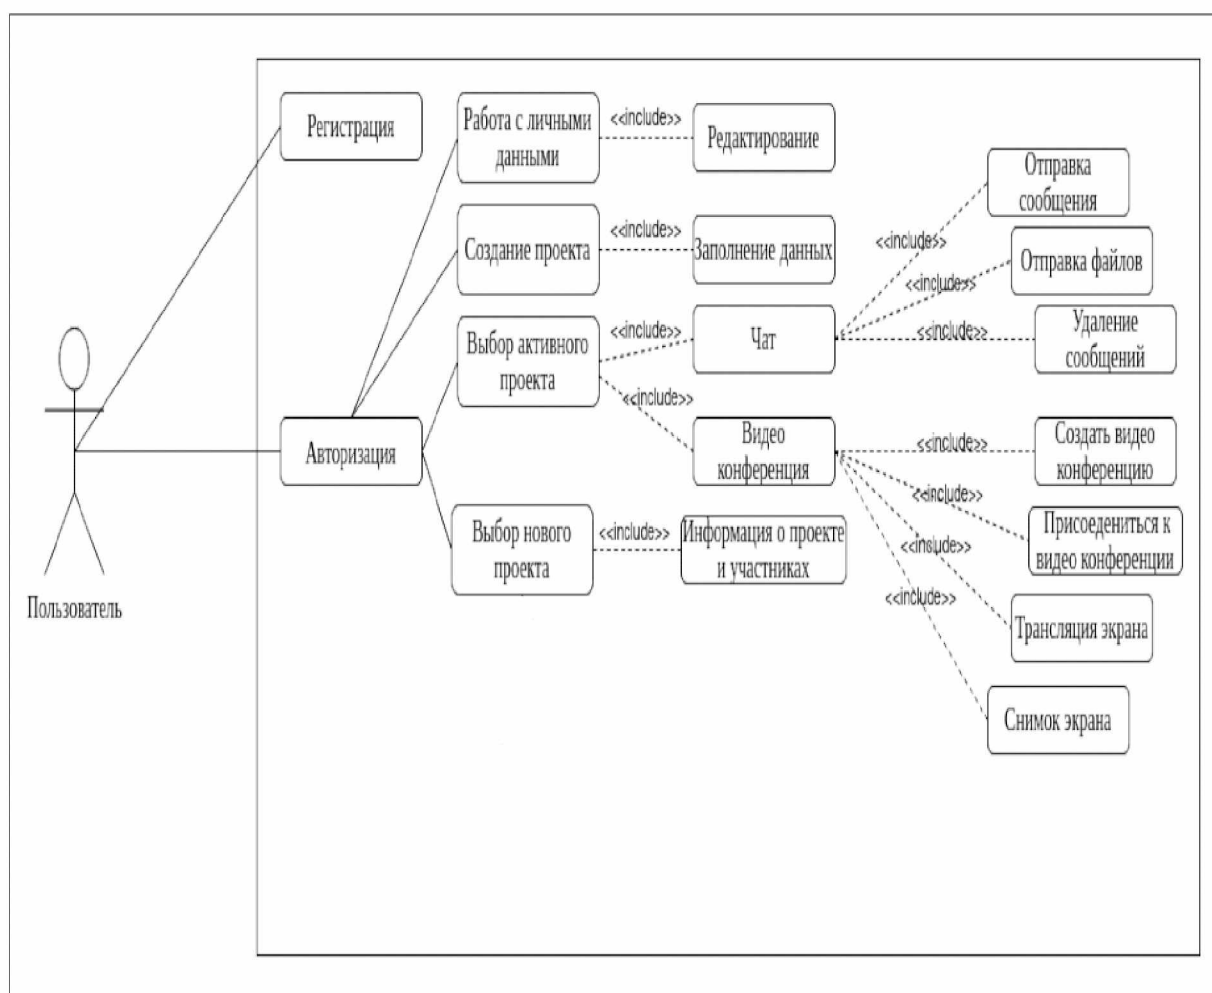 Регистрация
Работа с личными
данными
<<include>>
Редактирование
Отправка
сообщения
Создание проекта
<<include>>
Заполнение данных
<<include>>
Отправка файлов
<<include>>
Выбор активного
проекта
<<include>>
Чат
<<include>>
Удаление
сообщений
<<include>>
Авторизация
Видео
конференция
<<include>>
Создать видео
конференцию
Выбор нового
проекта
<<include>>
Информация о проекте
и участниках
<<include>>
Присоедениться к
видео конференции
<<include>>
<<include>>
Трансляция экрана
Снимок экрана
Пользователь